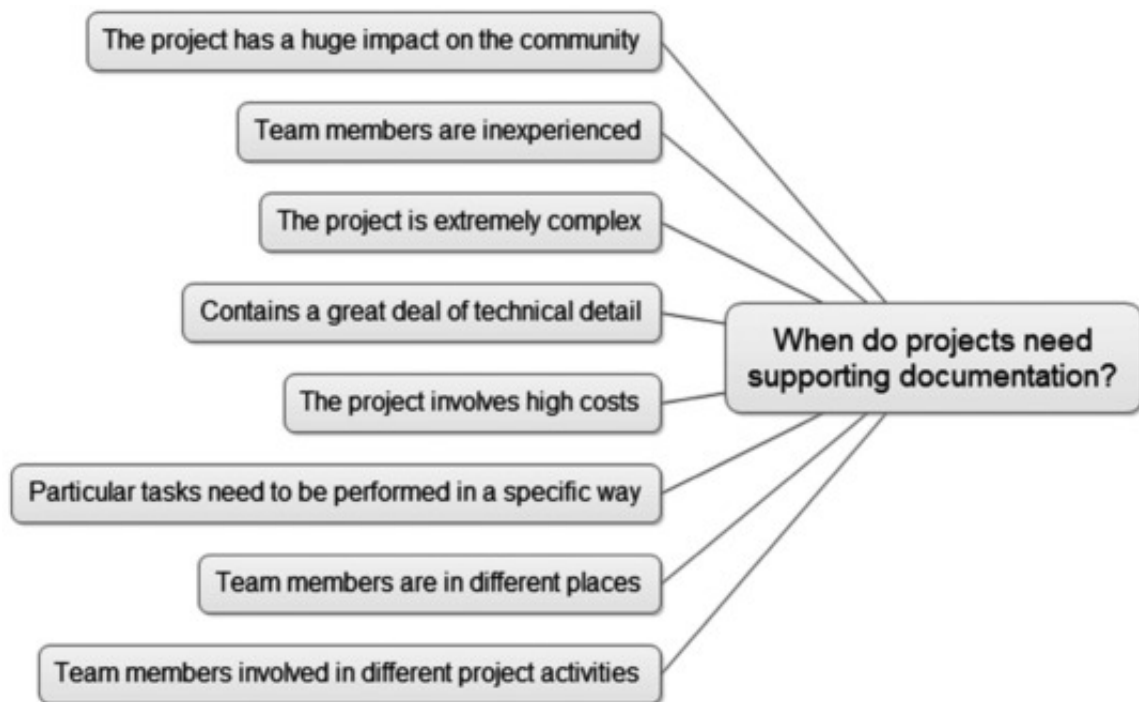 The project has a huge impact on the community
Team members are inexperienced
The project is extremely complex
Contains a great deal of technical detail
The project involves high costs
Particular tasks need to be performed in a specific way
Team members are in different places
Team members involved in different project activities
When do projects need
supporting documentation?